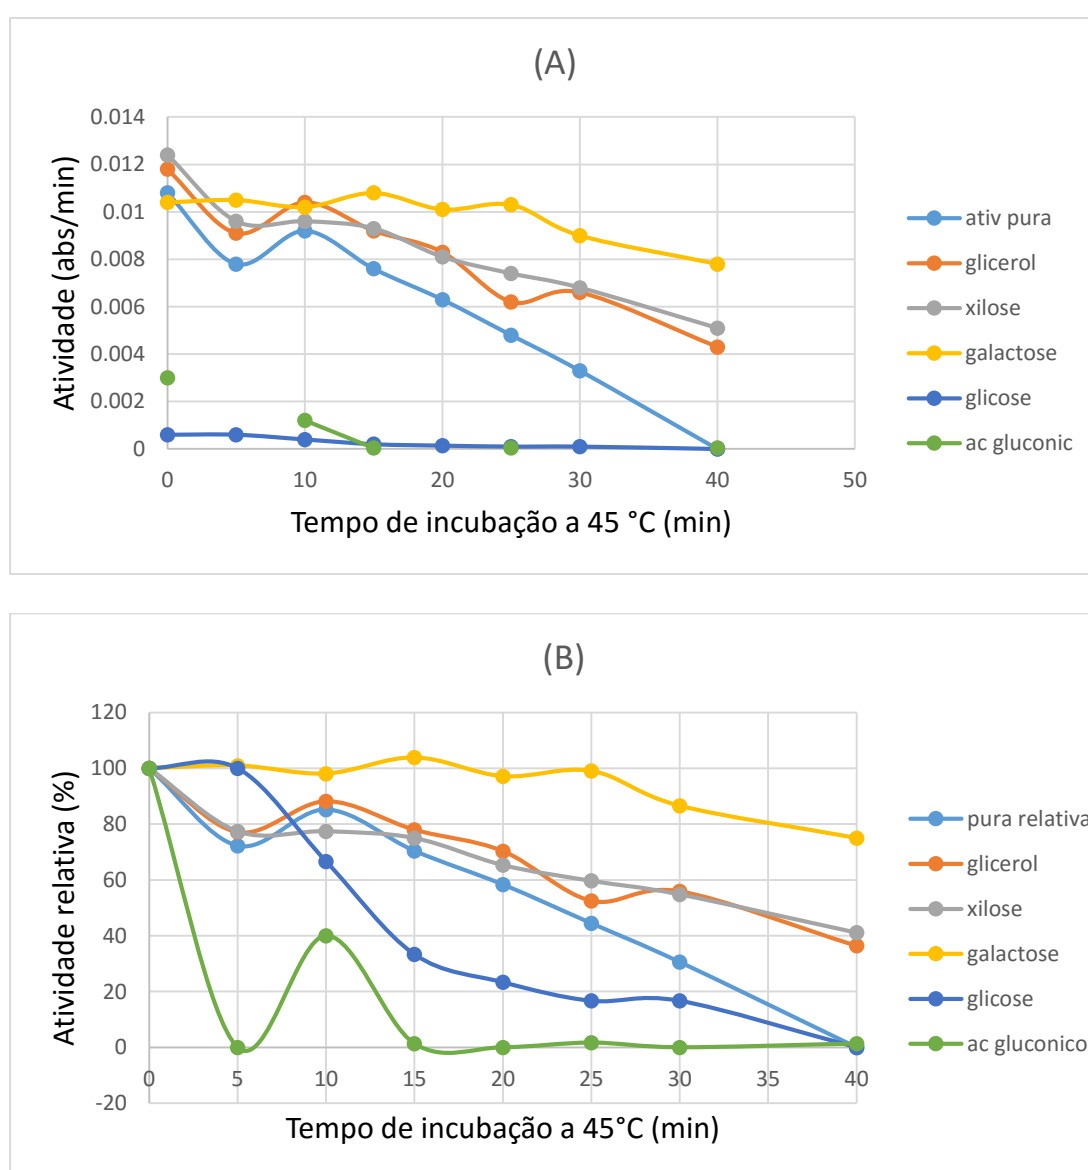 (A)
0.014
0.012
0.01
0.008
0.006
0.004
0.002
0
0 10 20 30 40 50
Atividade (abs/min)
Tempo de incubação a 45 °C (min)
ativ pura
glicerol
xilose
galactose
glicose
ac gluconic
(B)
120
100
80
60
40
20
0
-20
0 5 10 15 20 25 30 35 40
Atividade relativa (%)
Tempo de incubação a 45°C (min)
pura relativa
glicerol
xilose
galactose
glicose
ac gluconico